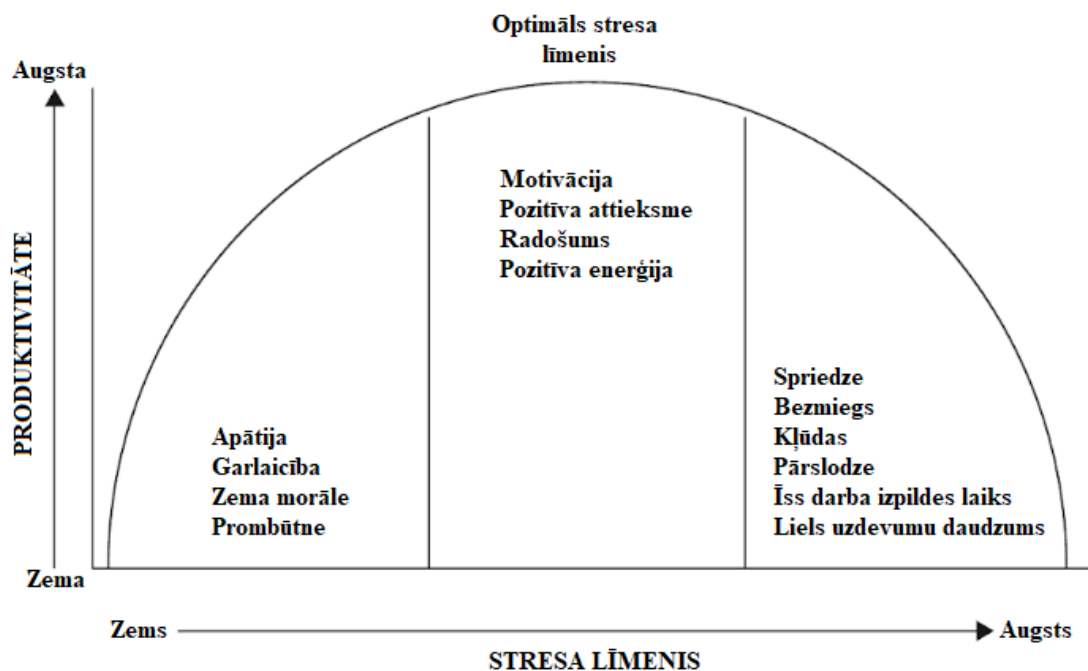 Optimāls stresa
līmenis
Augsta
PRODUKTIVITĀTE
Motivācija
Pozitīva attieksme
Radošums
Pozitīva enerģija
Apātija
Garlaicība
Zema morāle
Prombūtne
Spriedze
Bezmiegs
Kļūdas
Pārslodze
Īss darba izpildes laiks
Liels uzdevumu daudzums
Zema
Zems
Augsts
STRESA LĪMENIS